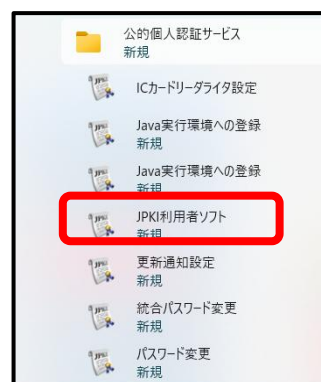 公的個人認証サービス
新規
ICカードリーダライタ設定
Java実行環境への登録
新規
Java実行環境への登録
新規
JPKI利用者ソフト
新規
更新通知設定
新規
統合パスワード変更
新規
パスワード変更
新規